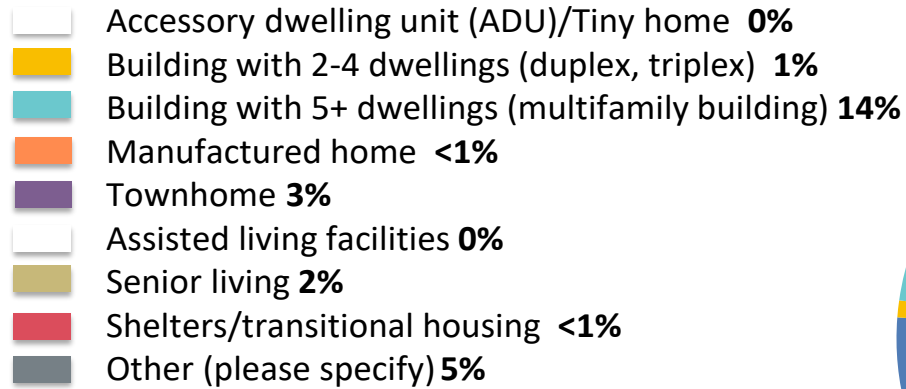 Accessory dwelling unit (ADU)/Tiny home 0%
Building with 2-4 dwellings (duplex, triplex) 1%
Building with 5+ dwellings (multifamily building) 14%
Manufactured home <1%
Townhome 3%
Assisted living facilities 0%
Senior living 2%
Shelters/transitional housing <1%
Other (please specify) 5%